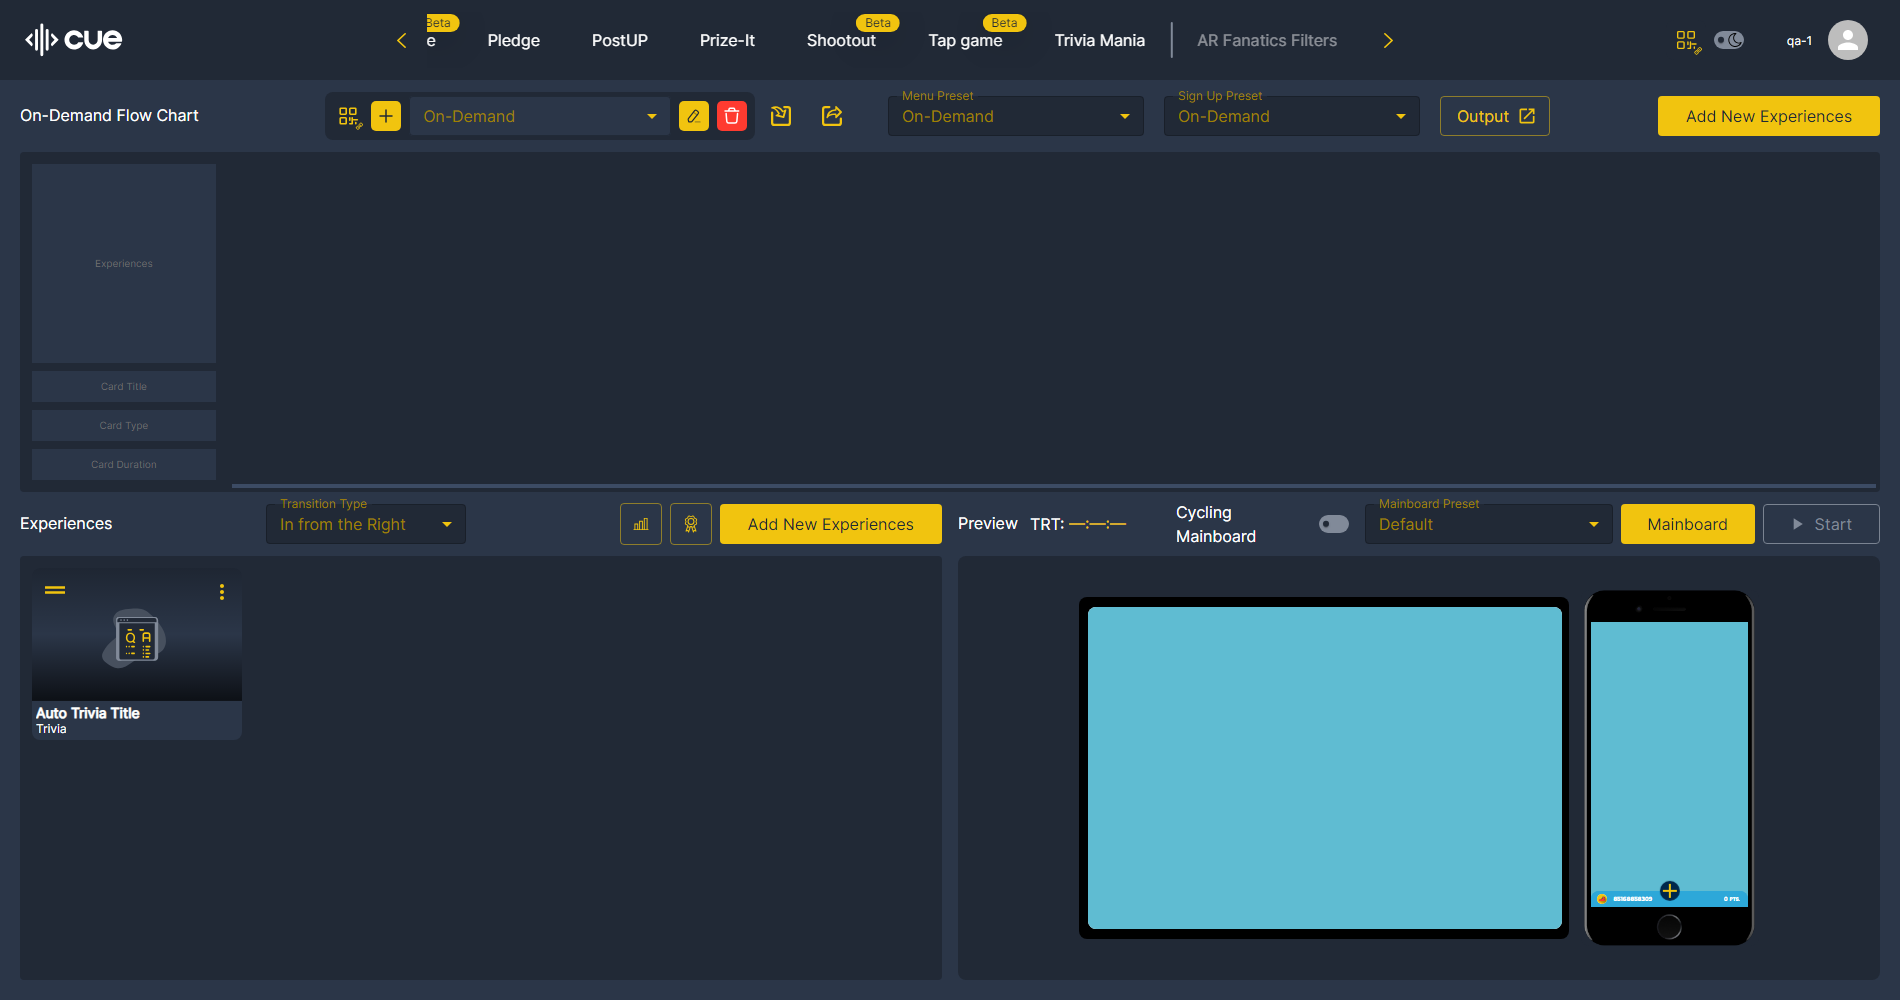 cue
e
Beta
Pledge
PostUP
Prize-It
Shootout
Beta
Tap game
Beta
Trivia Mania
AR Fanatics Filters
qa-1
On-Demand Flow Chart
On-Demand
Menu Preset
On-Demand
Sign Up Preset
On-Demand
Output
Add New Experiences
Experiences
Card Title
Card Type
Card Duration
Experiences
Transition Type
In from the Right
Add New Experiences
Preview
TRT: —:—:—
Cycling
Mainboard
Mainboard Preset
Default
Mainboard
Start
Q A
Auto Trivia Title
Trivia
0 PTS.